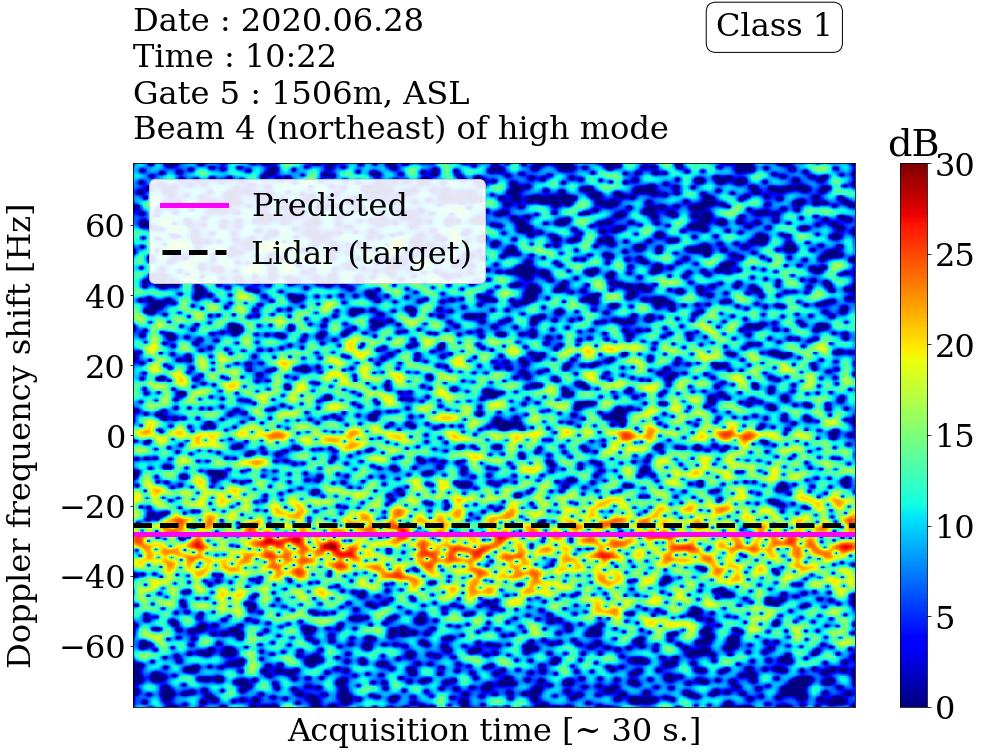 Date : 2020.06.28
Time : 10:22
Gate 5 : 1506m, ASL
Beam 4 (northeast) of high mode
Class 1
dB
Predicted
Lidar (target)
Doppler frequency shift [Hz]
60
40
20
0
−20
−40
−60
30
25
20
15
10
5
0
Acquisition time [~ 30 s.]